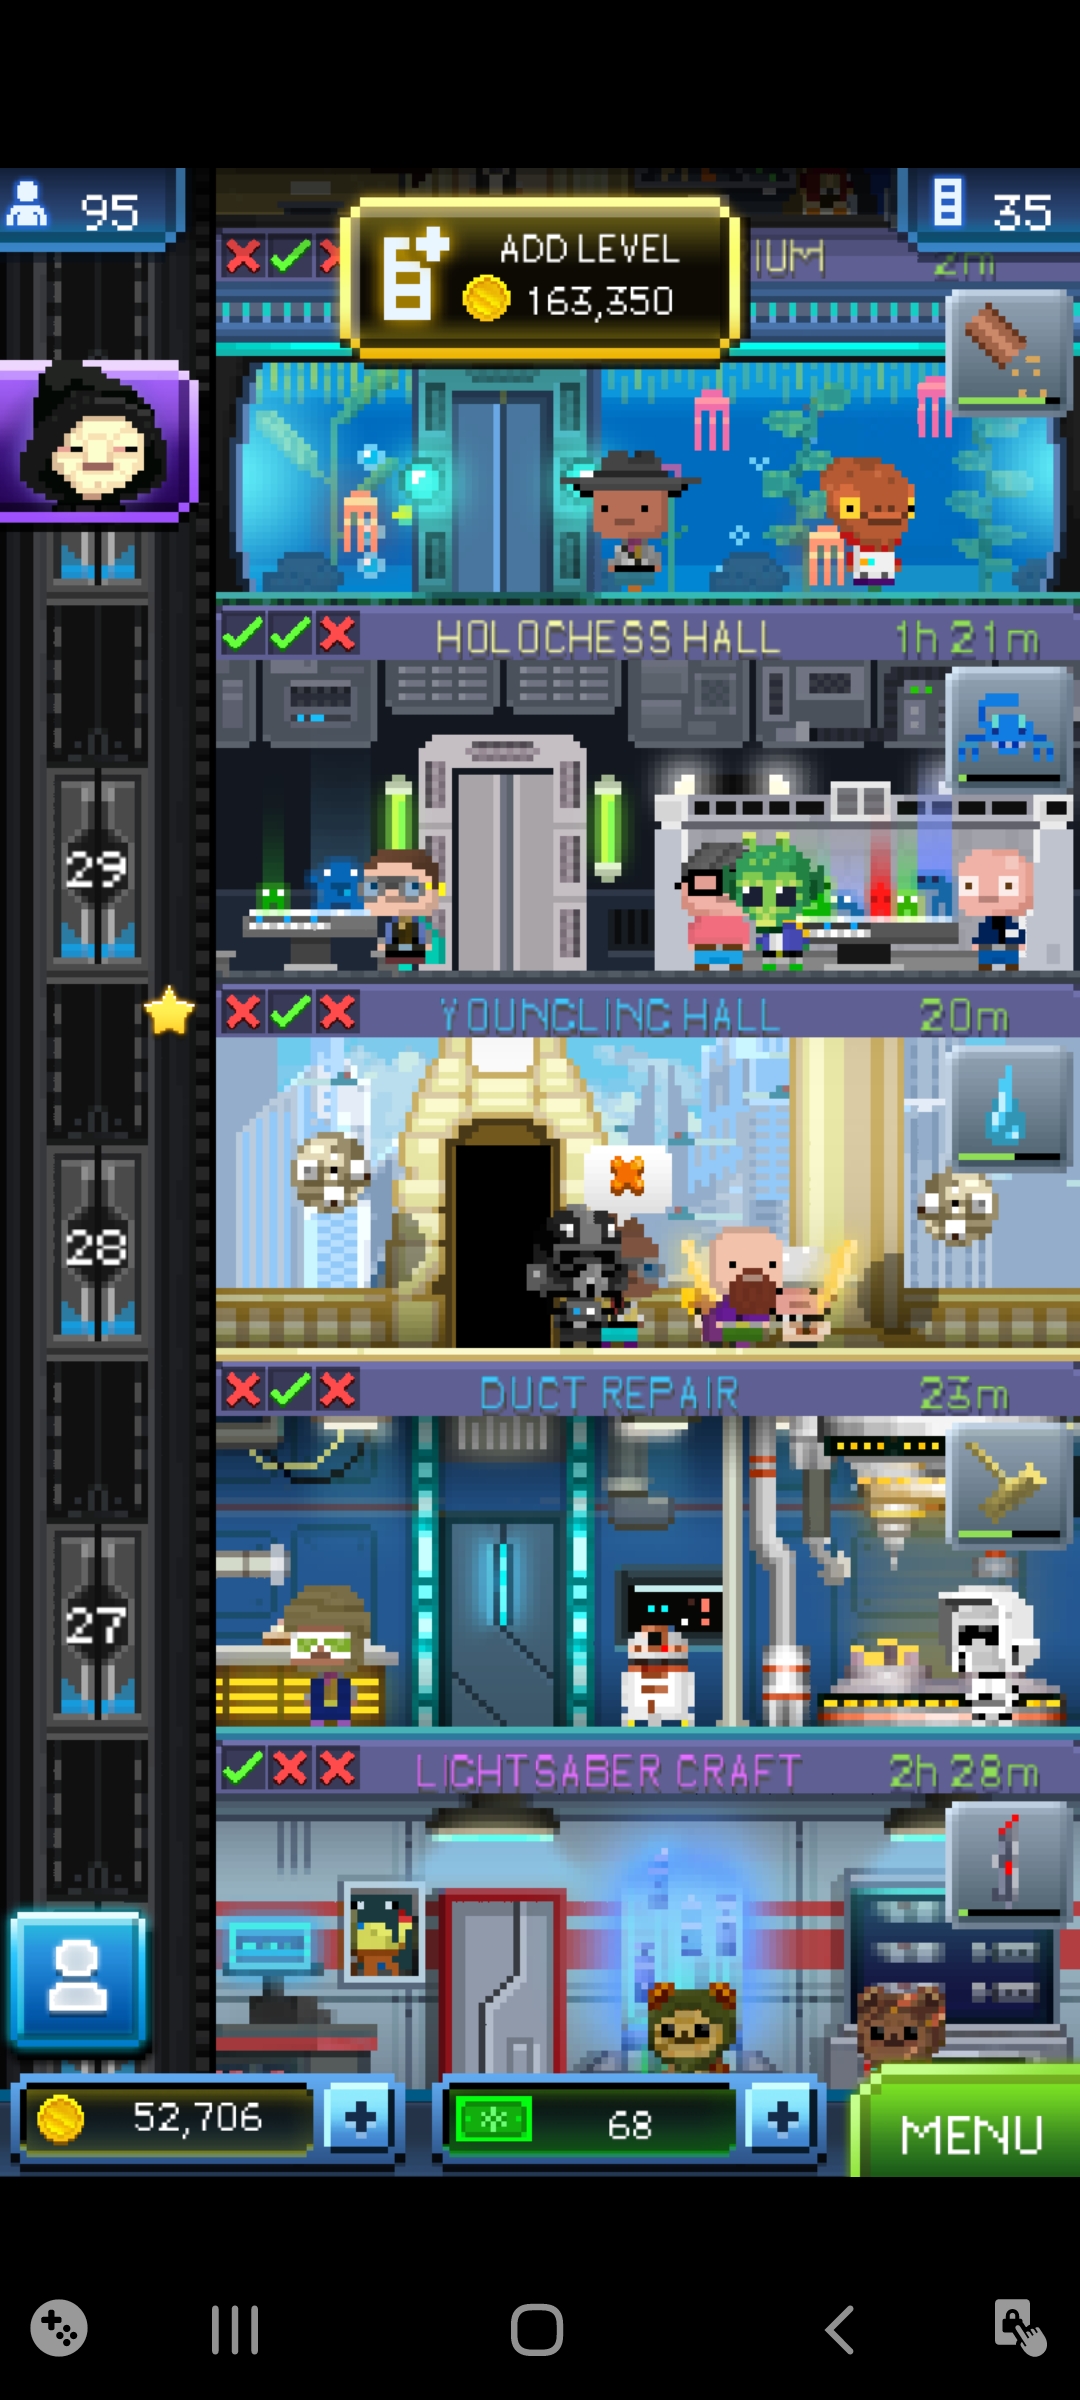 95
ADD LEVEL
163,350
35
IUM
2m
HOLOCHESS HALL
1h 21m
29
YOUNGLING HALL
20m
28
DUCT REPAIR
23m
27
LIGHTSABER CRAFT
2h 28m
52,706
68
MENU